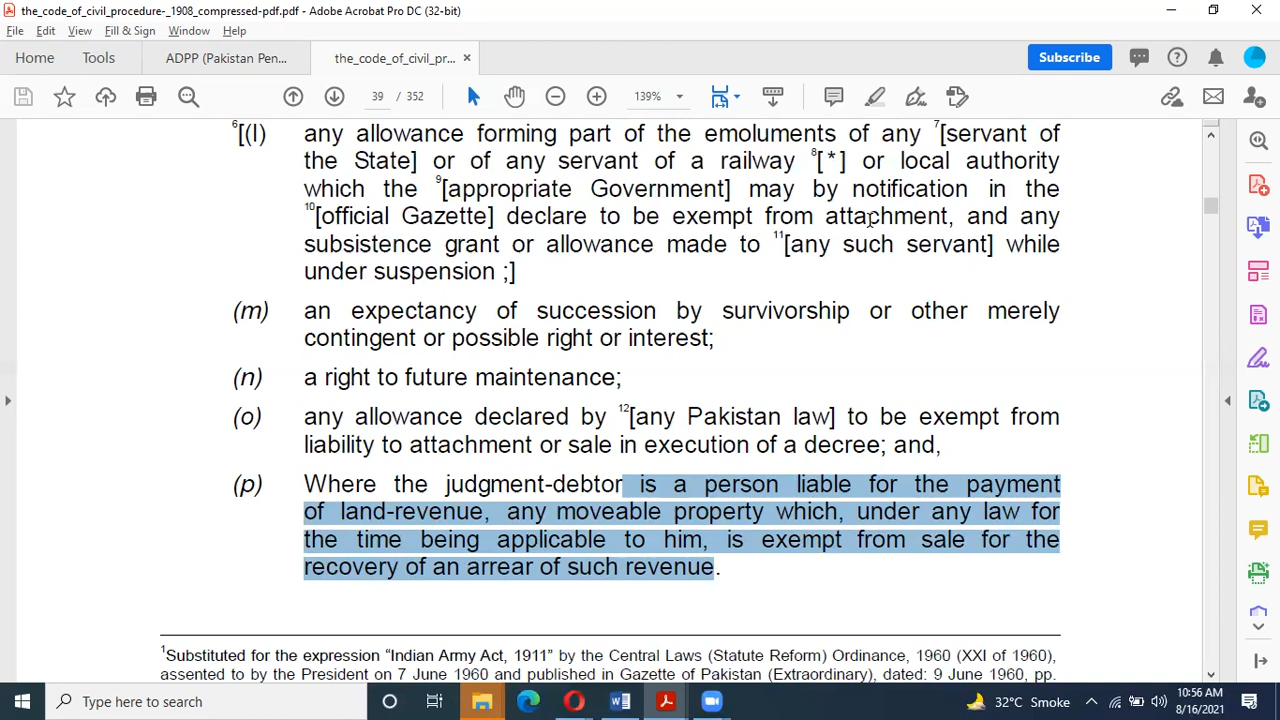 the_code_of_civil_procedure-_1908_compressed-pdf.pdf - Adobe Acrobat Pro DC (32-bit)
File Edit View Fill & Sign Window Help
Home Tools ADPP (Pakistan Pen... the_code_of_civil_pr... × Subscribe
39 / 352 139%
6[(l) any allowance forming part of the emoluments of any 7[servant of
the State] or of any servant of a railway 8[*] or local authority
which the 9[appropriate Government] may by notification in the
10[official Gazette] declare to be exempt from attachment, and any
subsistence grant or allowance made to 11[any such servant] while
under suspension ;]
(m) an expectancy of succession by survivorship or other merely
contingent or possible right or interest;
(n) a right to future maintenance;
(o) any allowance declared by 12[any Pakistan law] to be exempt from
liability to attachment or sale in execution of a decree; and,
(p) Where the judgment-debtor is a person liable for the payment
of land-revenue, any moveable property which, under any law for
the time being applicable to him, is exempt from sale for the
recovery of an arrear of such revenue.
1Substituted for the expression “Indian Army Act, 1911” by the Central Laws (Statute Reform) Ordinance, 1960 (XXI of 1960),
assented to by the President on 7 June 1960 and published in Gazette of Pakistan (Extraordinary), dated: 9 June 1960, pp.
Type here to search
32°C Smoke
10:56 AM
8/16/2021